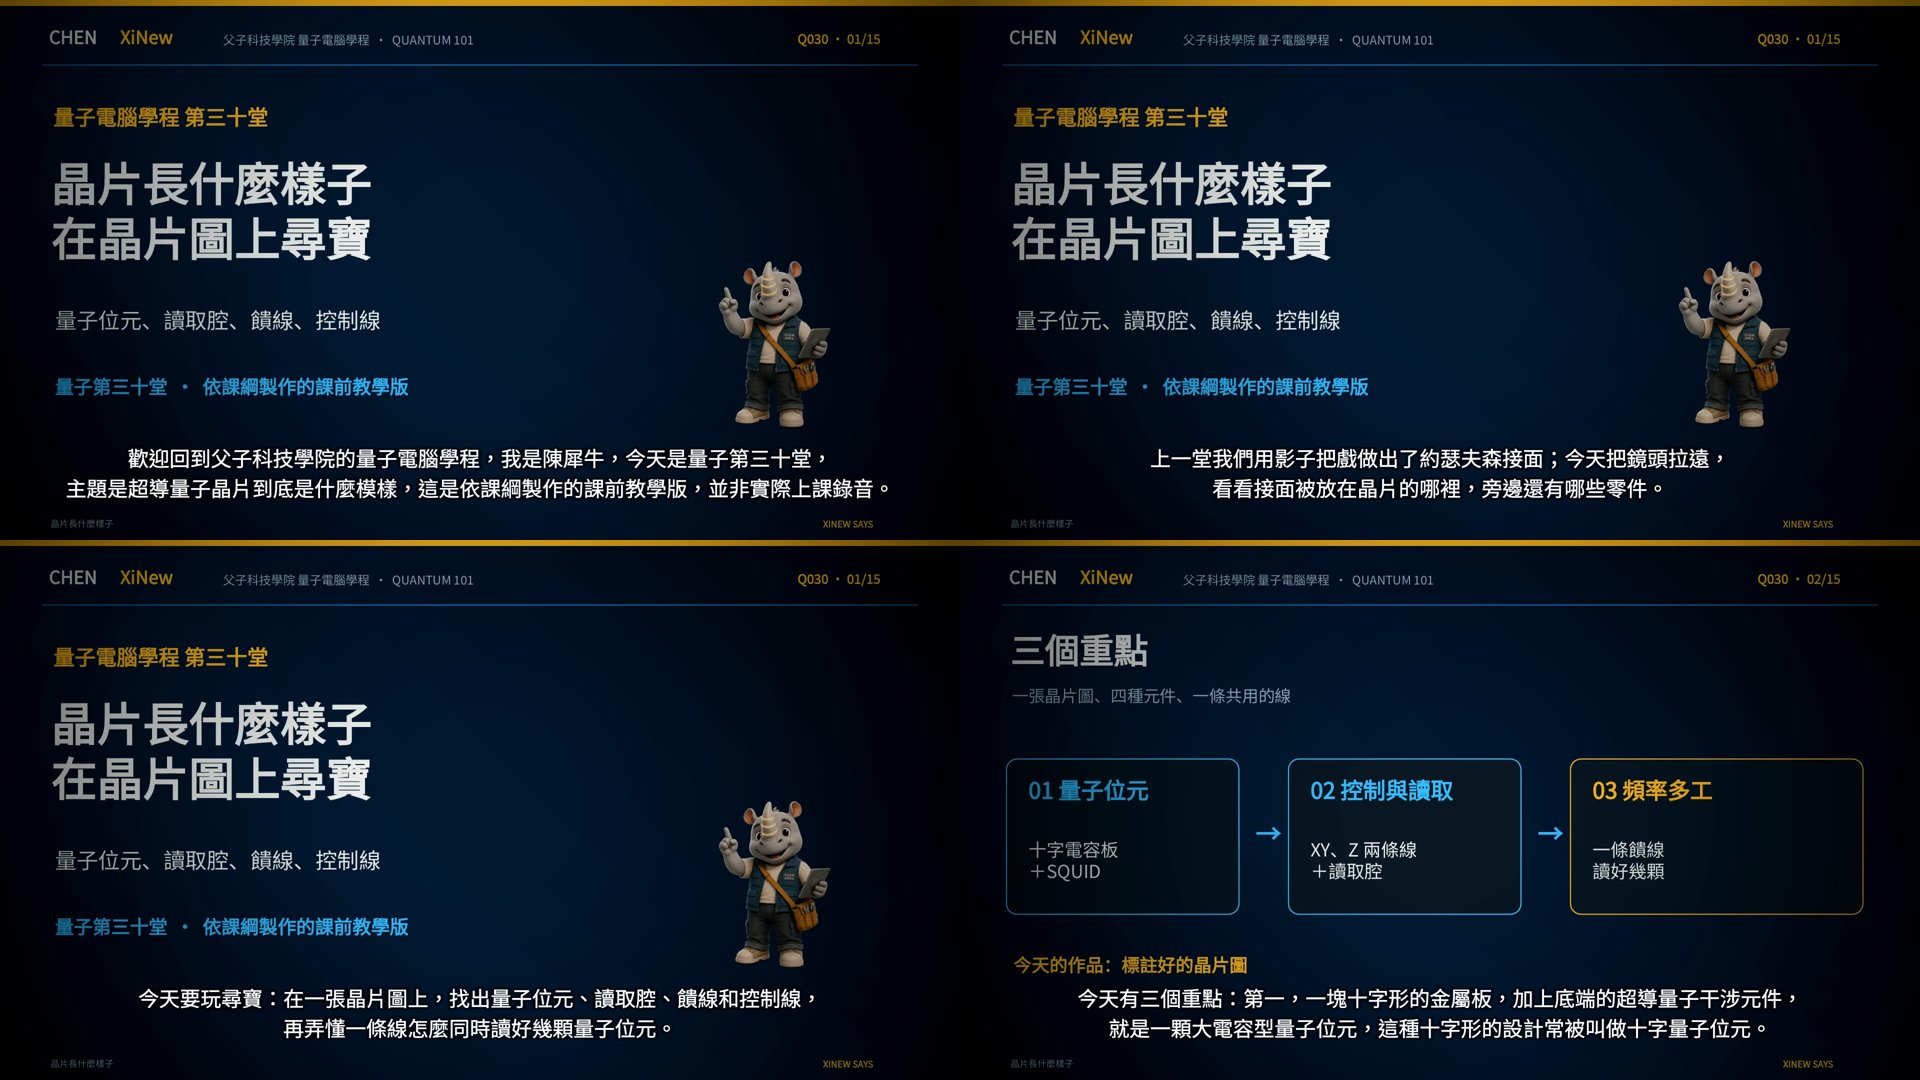 CHEN XiNew 父子科技學院 量子電腦學程 · QUANTUM 101 Q030 · 01/15
量子電腦學程 第三十堂
晶片長什麼樣子
在晶片圖上尋寶
量子位元、讀取腔、饋線、控制線
量子第三十堂 · 依課綱製作的課前教學版
歡迎回到父子科技學院的量子電腦學程，我是陳犀牛，今天是量子第三十堂，
主題是超導量子晶片到底是什麼模樣，這是依課綱製作的課前教學版，並非實際上課錄音。
晶片長什麼樣子 XINEW SAYS
CHEN XiNew 父子科技學院 量子電腦學程 · QUANTUM 101 Q030 · 01/15
量子電腦學程 第三十堂
晶片長什麼樣子
在晶片圖上尋寶
量子位元、讀取腔、饋線、控制線
量子第三十堂 · 依課綱製作的課前教學版
上一堂我們用影子把戲做出了約瑟夫森接面；今天把鏡頭拉遠，
看看接面被放在晶片的哪裡，旁邊還有哪些零件。
晶片長什麼樣子 XINEW SAYS
CHEN XiNew 父子科技學院 量子電腦學程 · QUANTUM 101 Q030 · 01/15
量子電腦學程 第三十堂
晶片長什麼樣子
在晶片圖上尋寶
量子位元、讀取腔、饋線、控制線
量子第三十堂 · 依課綱製作的課前教學版
今天要玩尋寶：在一張晶片圖上，找出量子位元、讀取腔、饋線和控制線，
再弄懂一條線怎麼同時讀好幾顆量子位元。
晶片長什麼樣子 XINEW SAYS
CHEN XiNew 父子科技學院 量子電腦學程 · QUANTUM 101 Q030 · 02/15
三個重點
一張晶片圖、四種元件、一條共用的線
01 量子位元
十字電容板
＋SQUID
→
02 控制與讀取
XY、Z 兩條線
＋讀取腔
→
03 頻率多工
一條饋線
讀好幾顆
今天的作品：標註好的晶片圖
今天有三個重點：第一，一塊十字形的金屬板，加上底端的超導量子干涉元件，
就是一顆大電容型量子位元，這種十字形的設計常被叫做十字量子位元。
晶片長什麼樣子 XINEW SAYS